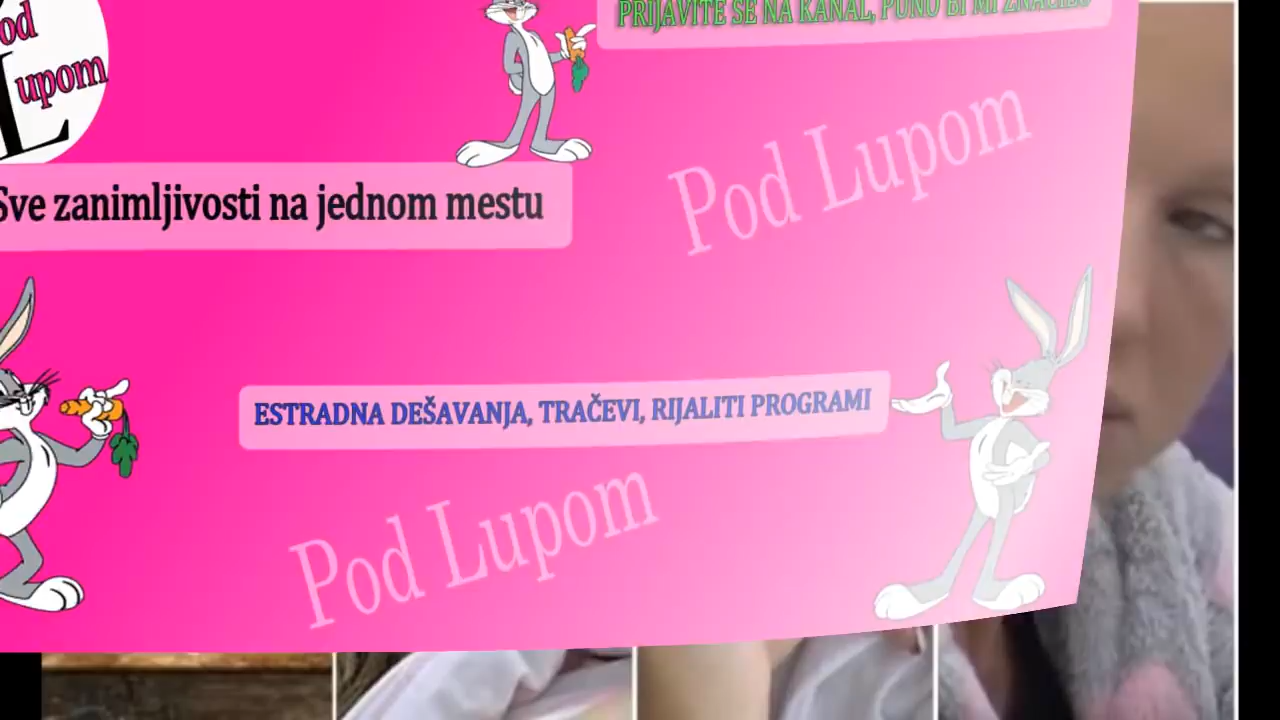 PRIJAVITE SE NA KANAL, PUNO BI MI ZNAČILO
od
Lupom
Sve zanimljivosti na jednom mestu
Pod Lupom
ESTRADNA DEŠAVANJA, TRAČEVI, RIJALITI PROGRAMI
Pod Lupom